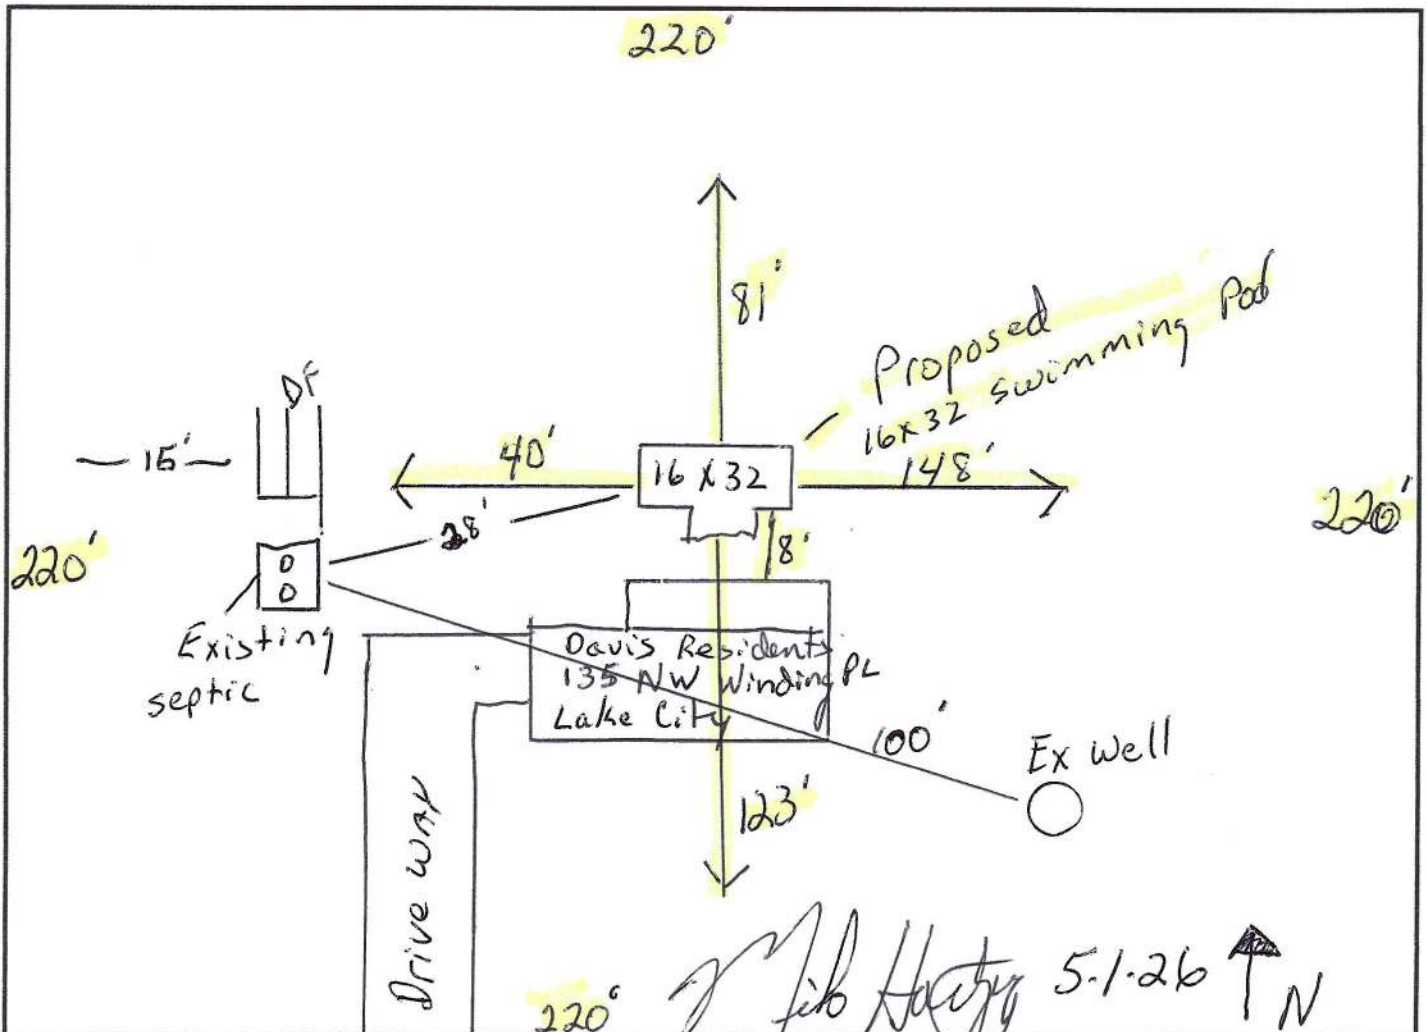 220'
81'
Proposed
16x32 swimming Pool
DF
15'
40'
16 X 32
148'
220'
28'
8'
220'
Existing
septic
Davis Residents
135 NW Winding PL
Lake City
100'
Ex well
123'
Drive way
5-1-26
N
220'